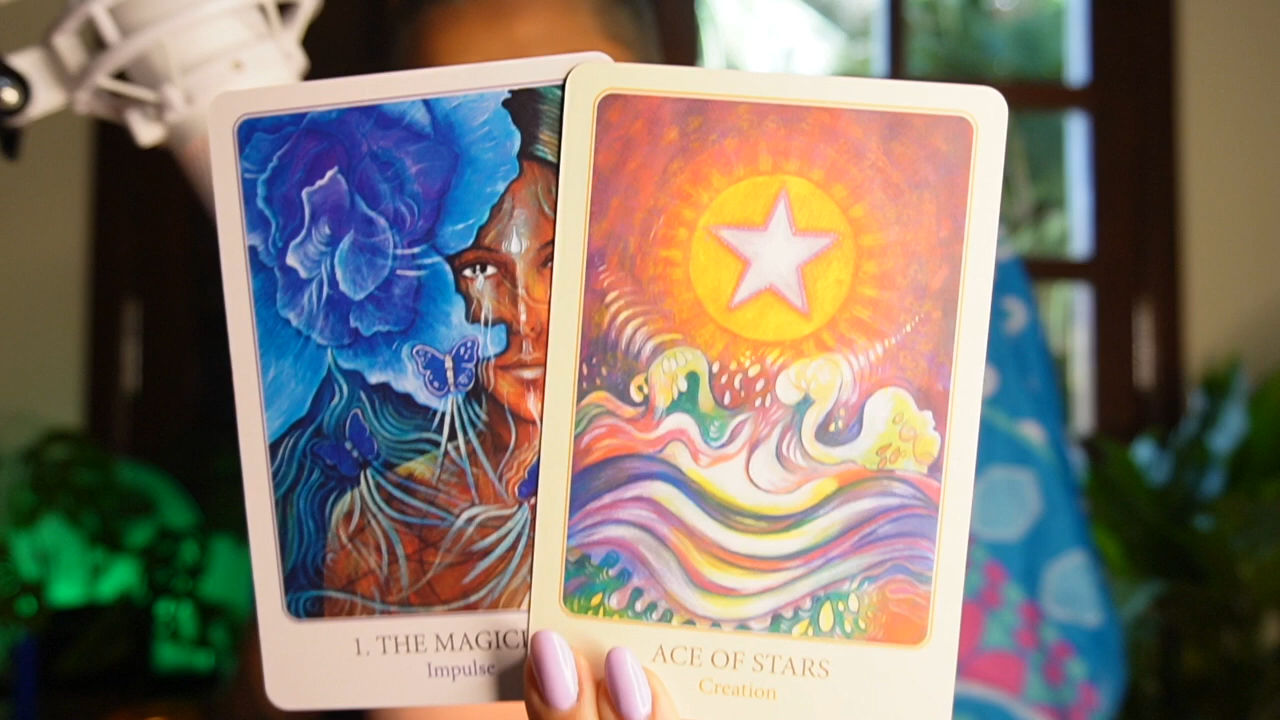 1. THE MAGICI
Impulse
ACE OF STARS
Creation